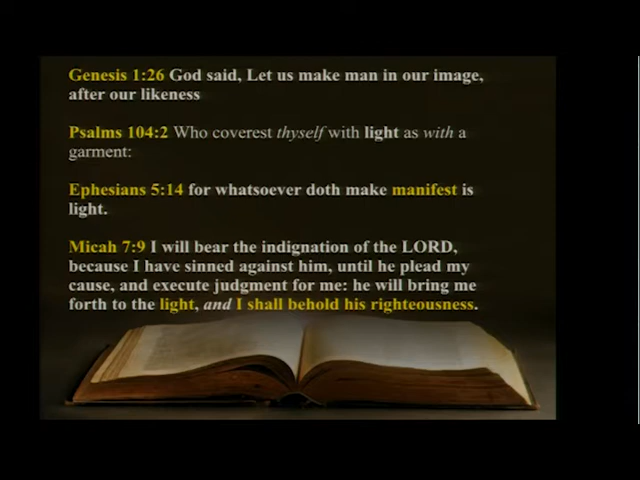 Genesis 1:26 God said, Let us make man in our image,
after our likeness
Psalms 104:2 Who coverest thyself with light as with a
garment:
Ephesians 5:14 for whatsoever doth make manifest is
light.
Micah 7:9 I will bear the indignation of the LORD,
because I have sinned against him, until he plead my
cause, and execute judgment for me: he will bring me
forth to the light, and I shall behold his righteousness.